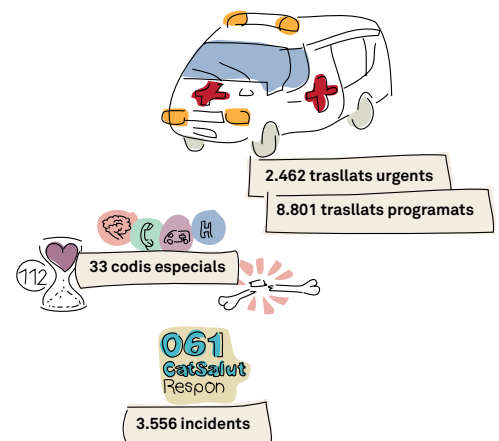 2.462 trasllats urgents
8.801 trasllats programats
H
112
33 codis especials
061
CatSalut
Respon
3.556 incidents